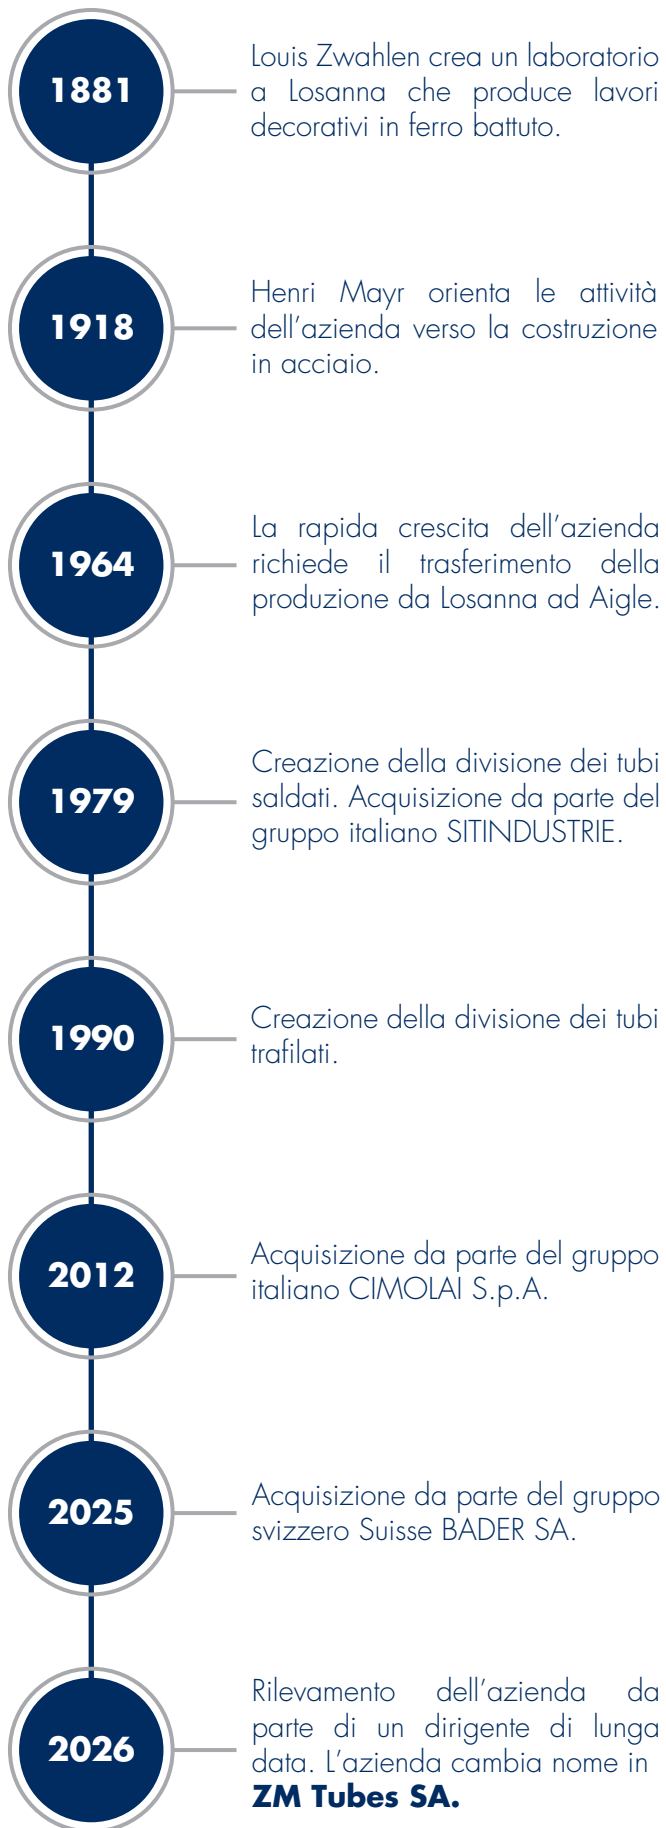 1881
Louis Zwahlen crea un laboratorio
a Losanna che produce lavori
decorativi in ferro battuto.
1918
Henri Mayr orienta le attività
dell’azienda verso la costruzione
in acciaio.
1964
La rapida crescita dell’azienda
richiede il trasferimento della
produzione da Losanna ad Aigle.
1979
Creazione della divisione dei tubi
saldati. Acquisizione da parte del
gruppo italiano SITINDUSTRIE.
1990
Creazione della divisione dei tubi
trafilati.
2012
Acquisizione da parte del gruppo
italiano CIMOLAI S.p.A.
2025
Acquisizione da parte del gruppo
svizzero Suisse BADER SA.
2026
Rilevamento dell’azienda da
parte di un dirigente di lunga
data. L’azienda cambia nome in
ZM Tubes SA.